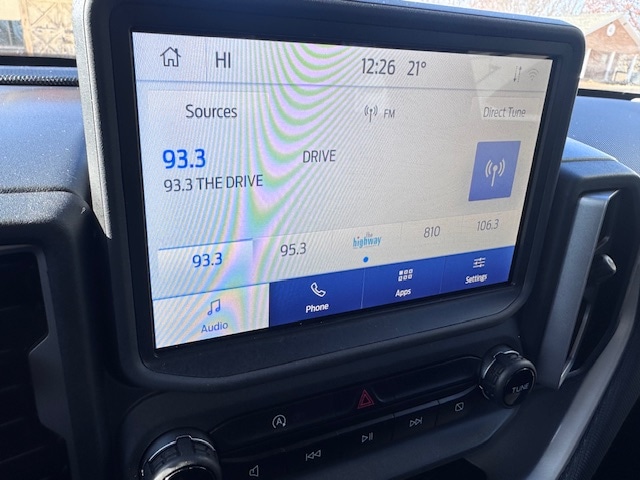 HI 12:26 21°
Sources FM Direct Tune
93.3 DRIVE
93.3 THE DRIVE
93.3 95.3 the highway 810 106.3
Audio Phone Apps Settings
TUNE